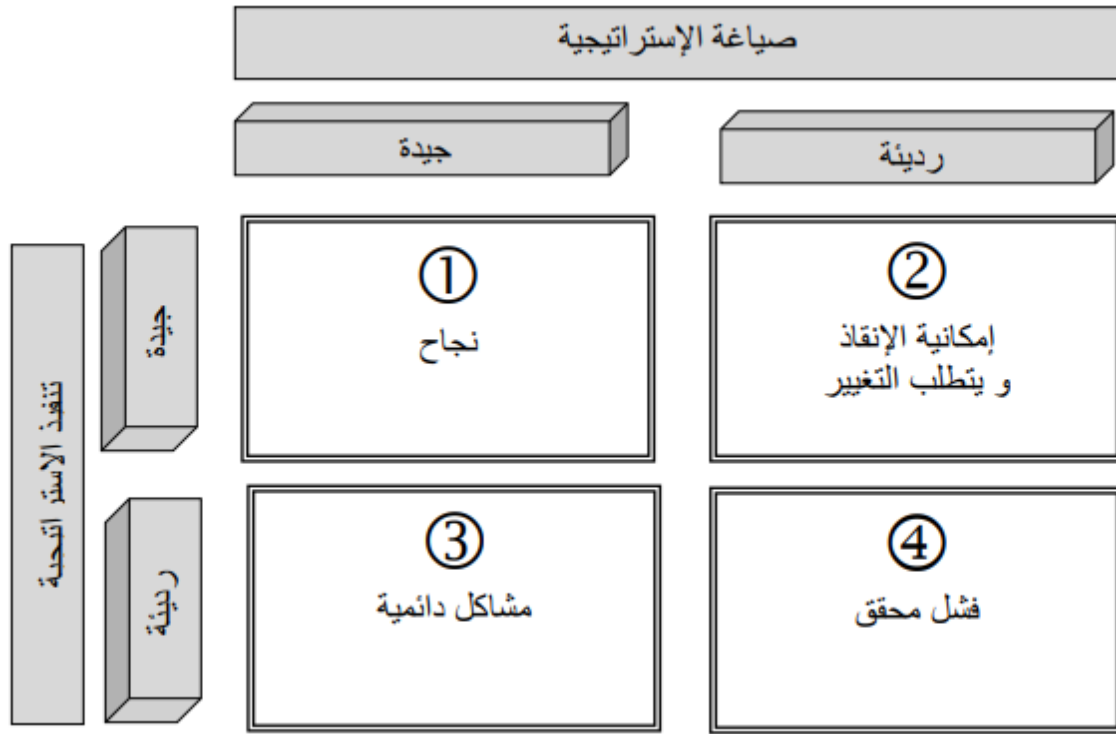 صياغة الإستراتيجية
جيدة
رديئة
تنفيذ الاستراتيجية
جيدة
①
نجاح
②
إمكانية الإنقاذ
و يتطلب التغيير
رديئة
③
مشاكل دائمية
④
فشل محقق